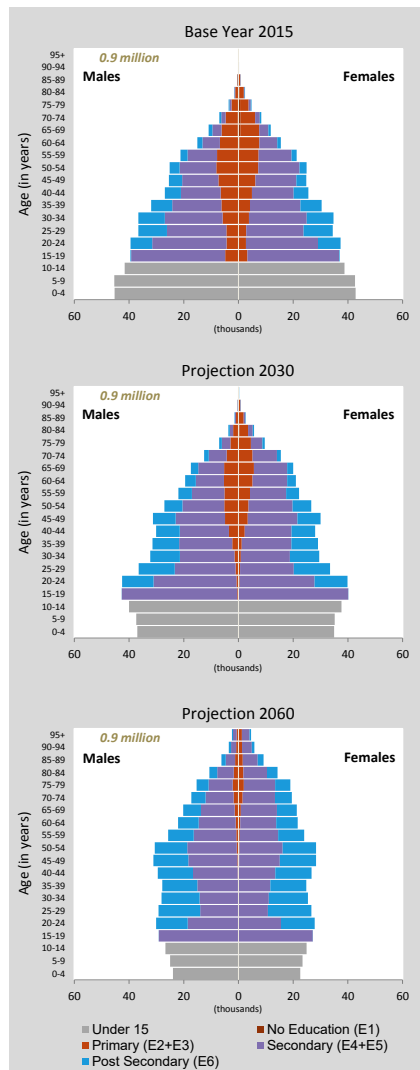 Base Year 2015
0.9 million
Males
Females
Age (in years)
95+
90-94
85-89
80-84
75-79
70-74
65-69
60-64
55-59
50-54
45-49
40-44
35-39
30-34
25-29
20-24
15-19
10-14
5-9
0-4
60 40 20 0 20 40 60
(thousands)
Projection 2030
0.9 million
Males
Females
Age (in years)
95+
90-94
85-89
80-84
75-79
70-74
65-69
60-64
55-59
50-54
45-49
40-44
35-39
30-34
25-29
20-24
15-19
10-14
5-9
0-4
60 40 20 0 20 40 60
(thousands)
Projection 2060
0.9 million
Males
Females
Age (in years)
95+
90-94
85-89
80-84
75-79
70-74
65-69
60-64
55-59
50-54
45-49
40-44
35-39
30-34
25-29
20-24
15-19
10-14
5-9
0-4
60 40 20 0 20 40 60
(thousands)
Under 15 No Education (E1)
Primary (E2+E3) Secondary (E4+E5)
Post Secondary (E6)